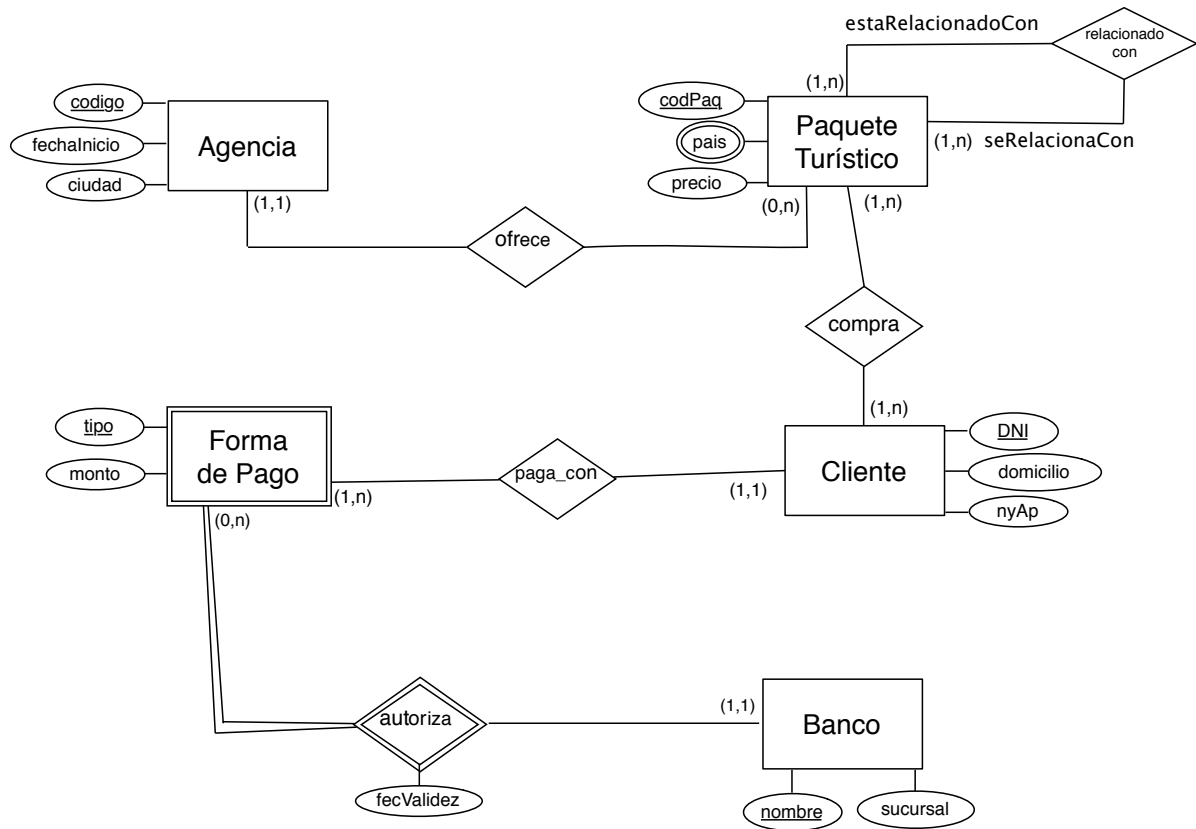 estaRelacionadoCon
relacionado
con
(1,n)
codigo
fechaInicio
ciudad
Agencia
(1,1)
codPaq
pais
precio
Paquete
Turístico
(1,n)
seRelacionaCon
(0,n)
(1,n)
ofrece
compra
(1,n)
tipo
monto
Forma
de Pago
(1,n)
(0,n)
paga_con
(1,1)
Cliente
DNI
domicilio
nyAp
autoriza
fecValidez
(1,1)
Banco
nombre
sucursal